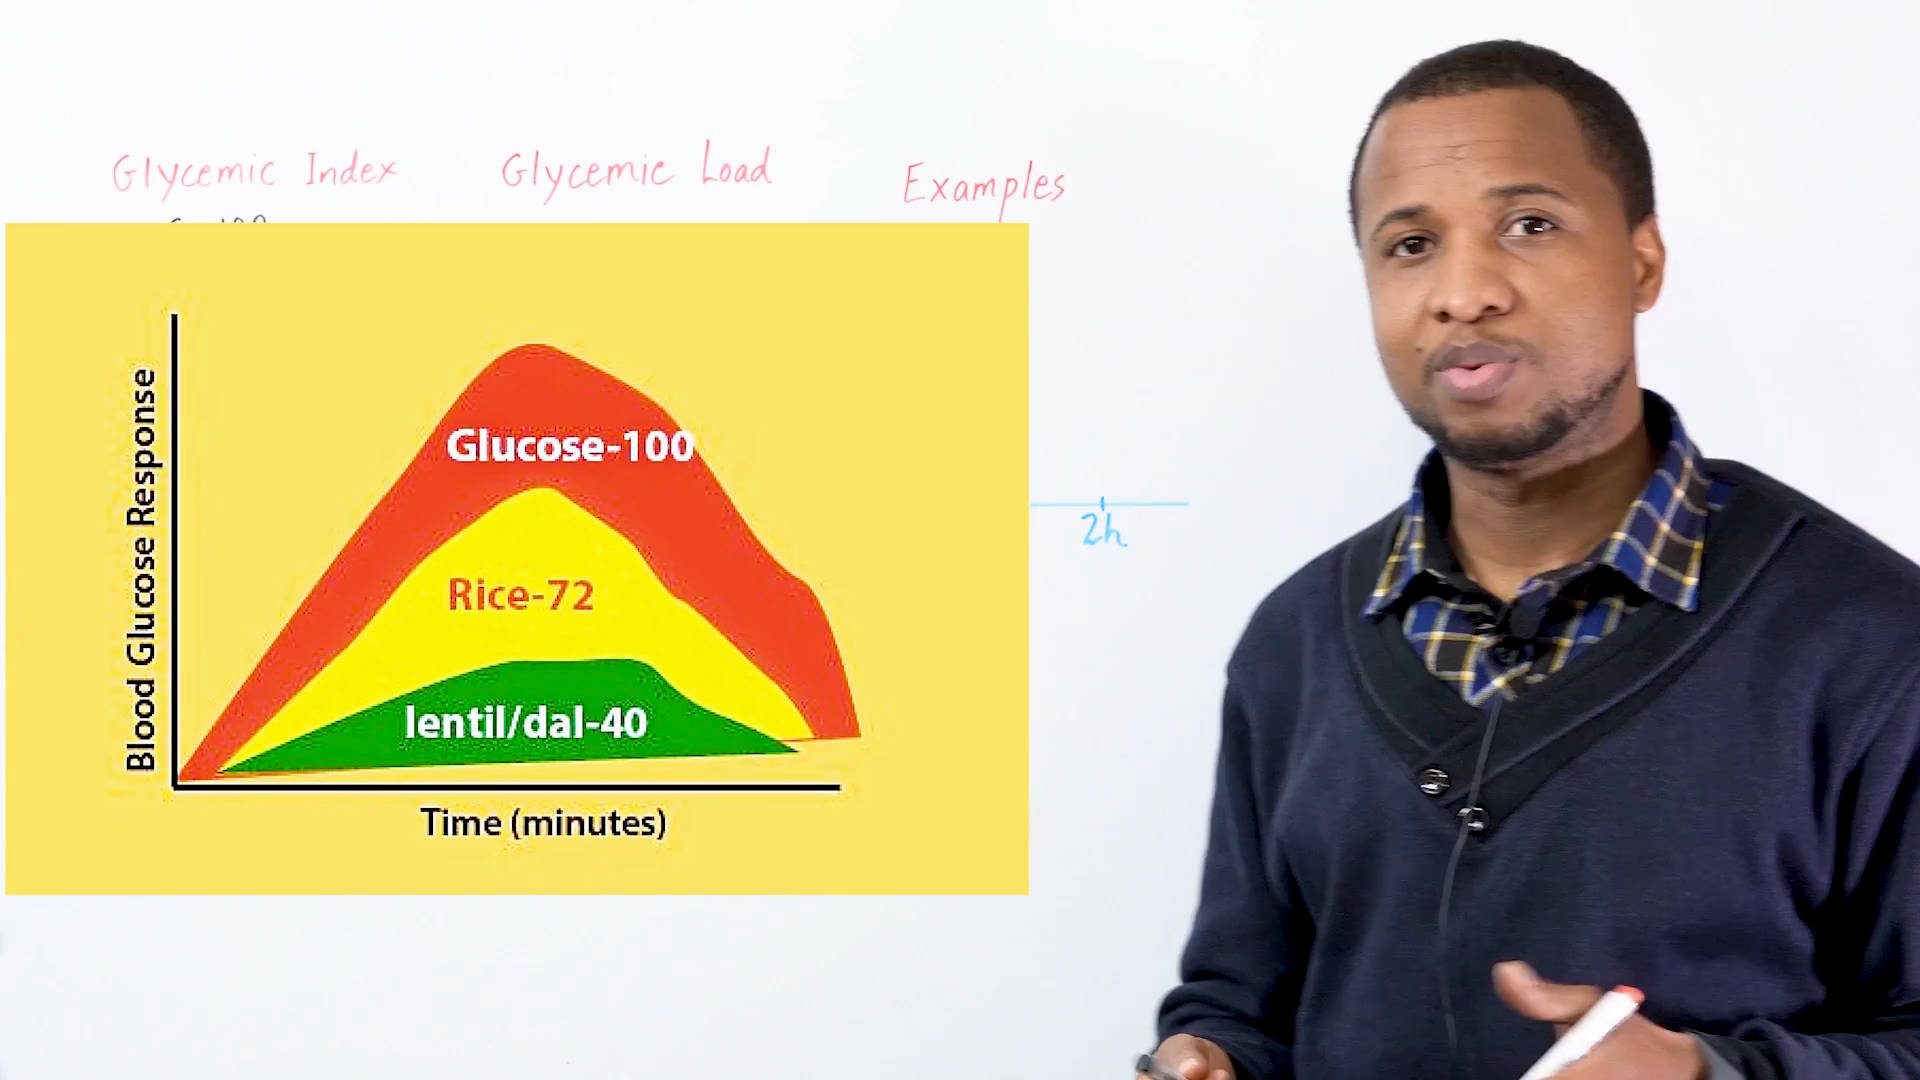 Glycemic Index
Glycemic Load
Examples
Blood Glucose Response
Glucose-100
Rice-72
lentil/dal-40
Time (minutes)
2h